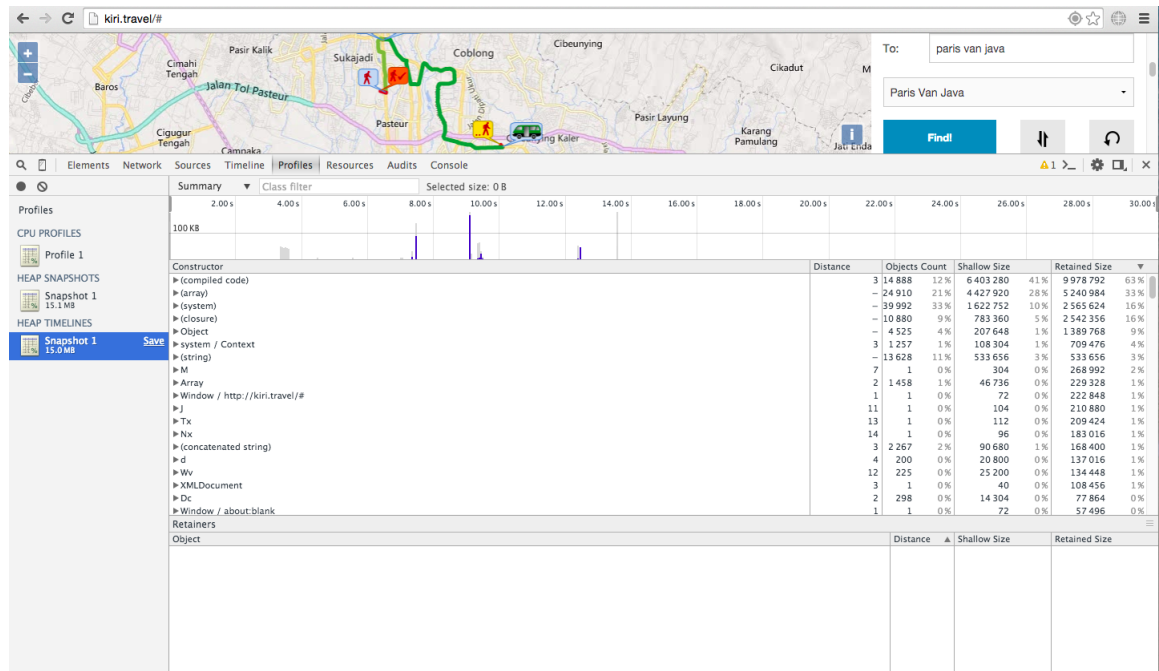 kiri.travel/#
Pasir Kalik
Sukajadi
Coblong
Cibeunying
Cimahi
Tengah
Cikadut
M
Baros
Jalan Tol Pasteur
Pasteur
Pasir Layung
Cigugur
Tengah
ng Kaler
Karang
Pamulang
Jati Enda
Campaka
To: paris van java
Paris Van Java
Find!
Elements Network Sources Timeline Profiles Resources Audits Console 1
Summary Class filter Selected size: 0 B
Profiles
CPU PROFILES
Profile 1
HEAP SNAPSHOTS
Snapshot 1
15.1 MB
HEAP TIMELINES
Snapshot 1 Save
15.0 MB
2.00 s 4.00 s 6.00 s 8.00 s 10.00 s 12.00 s 14.00 s 16.00 s 18.00 s 20.00 s 22.00 s 24.00 s 26.00 s 28.00 s 30.00 s
100 KB
Constructor Distance Objects Count Shallow Size Retained Size
(compiled code) 3 14 888 12 % 6 403 280 41 % 9 978 792 63 %
(array) – 24 910 21 % 4 427 920 28 % 5 240 984 33 %
(system) – 39 992 33 % 1 622 752 10 % 2 565 624 16 %
(closure) – 10 880 9 % 783 360 5 % 2 542 356 16 %
Object – 4 525 4 % 207 648 1 % 1 389 768 9 %
system / Context 3 1 257 1 % 108 304 1 % 709 476 4 %
(string) – 13 628 11 % 533 656 3 % 533 656 3 %
M 7 1 0 % 304 0 % 268 992 2 %
Array 2 1 458 1 % 46 736 0 % 229 328 1 %
Window / http://kiri.travel/# 1 1 0 % 72 0 % 222 848 1 %
J 11 1 0 % 104 0 % 210 880 1 %
Tx 13 1 0 % 112 0 % 209 424 1 %
Nx 14 1 0 % 96 0 % 183 016 1 %
(concatenated string) 3 2 267 2 % 90 680 1 % 168 400 1 %
d 4 200 0 % 20 800 0 % 137 016 1 %
Wv 12 225 0 % 25 200 0 % 134 448 1 %
XMLDocument 3 1 0 % 40 0 % 108 456 1 %
Dc 2 298 0 % 14 304 0 % 77 864 0 %
Window / about:blank 1 1 0 % 72 0 % 57 496 0 %
Retainers
Object Distance Shallow Size Retained Size